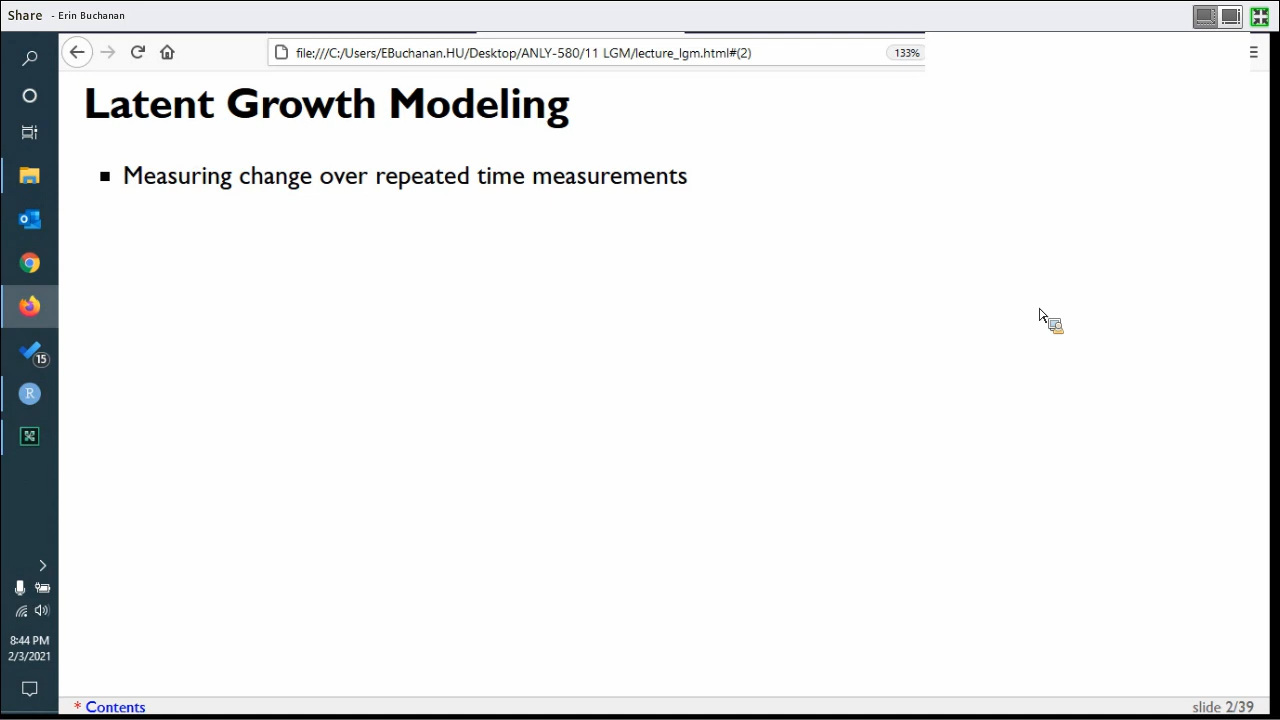 Share - Erin Buchanan
file:///C:/Users/EBuchanan.HU/Desktop/ANLY-580/11 LGM/lecture_lgm.html#(2)
133%
Latent Growth Modeling
Measuring change over repeated time measurements
15
R
8:44 PM
2/3/2021
* Contents
slide 2/39